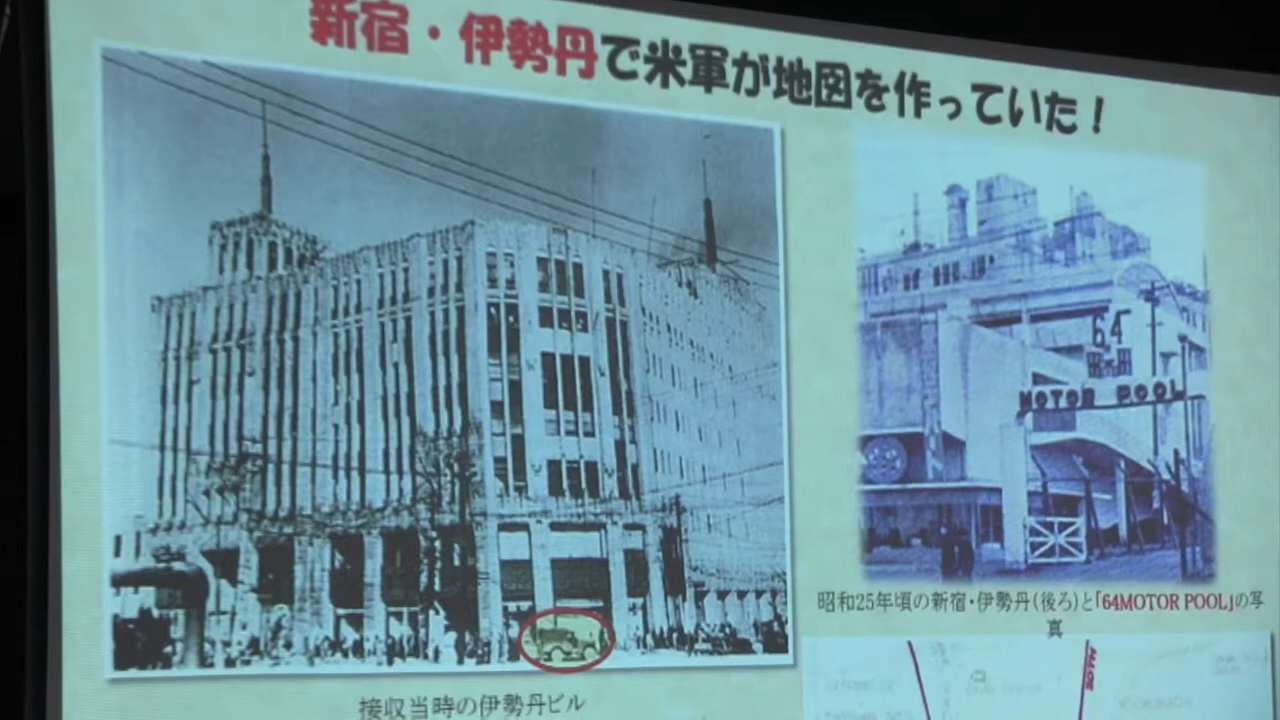 新宿・伊勢丹で米軍が地図を作っていた！
64
MOTOR POOL
昭和25年頃の新宿・伊勢丹(後ろ)と「64MOTOR POOL」の写
真
接収当時の伊勢丹ビル